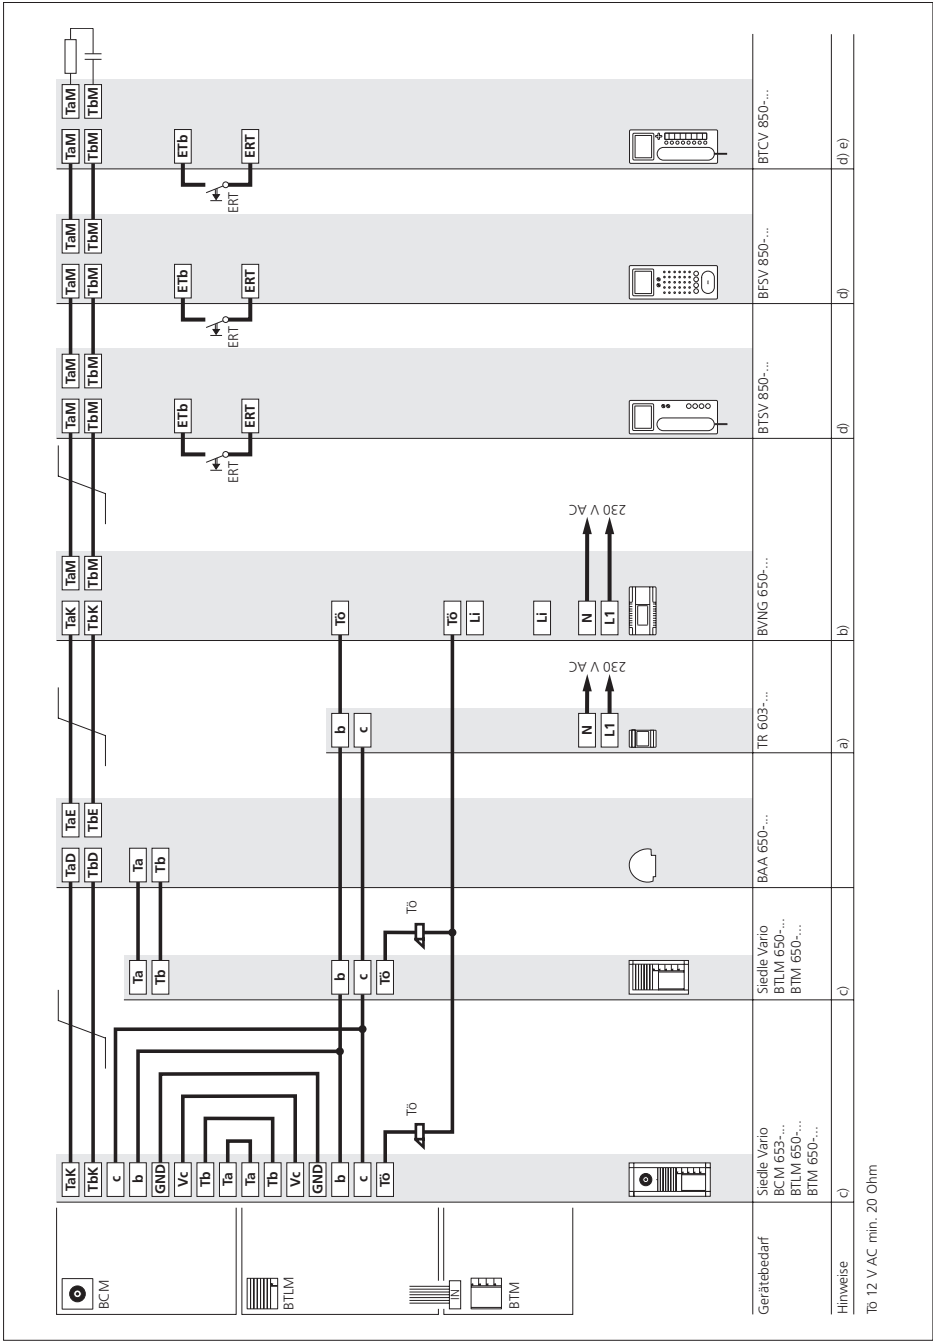 TaK TaD TaE TaK TaM TaM TaM TaM TaM TaM TaM
TbK TbD TbE TbK TbM TbM TbM TbM TbM TbM TbM
BCM
c
b Ta Ta
GND Tb Tb
Vc ETb ETb ETb
Tb
Ta ERT ERT ERT
Ta ERT ERT ERT
Tb
BTLM
Vc
GND
b b b Tö
c c c
Tö Tö
Tö Tö
IN Tö
Li
BTM
Li
N N
230 V AC 230 V AC
L1 L1
Gerätebedarf
Siedle Vario
BCM 653-...
BTLM 650-...
BTM 650-...
Siedle Vario
BTLM 650-...
BTM 650-...
BAA 650-...
TR 603-...
BVNG 650-...
BTSV 850-...
BFSV 850-...
BTCV 850-...
Hinweise
c)
c)
a)
b)
d)
d)
d) e)
Tö 12 V AC min. 20 Ohm